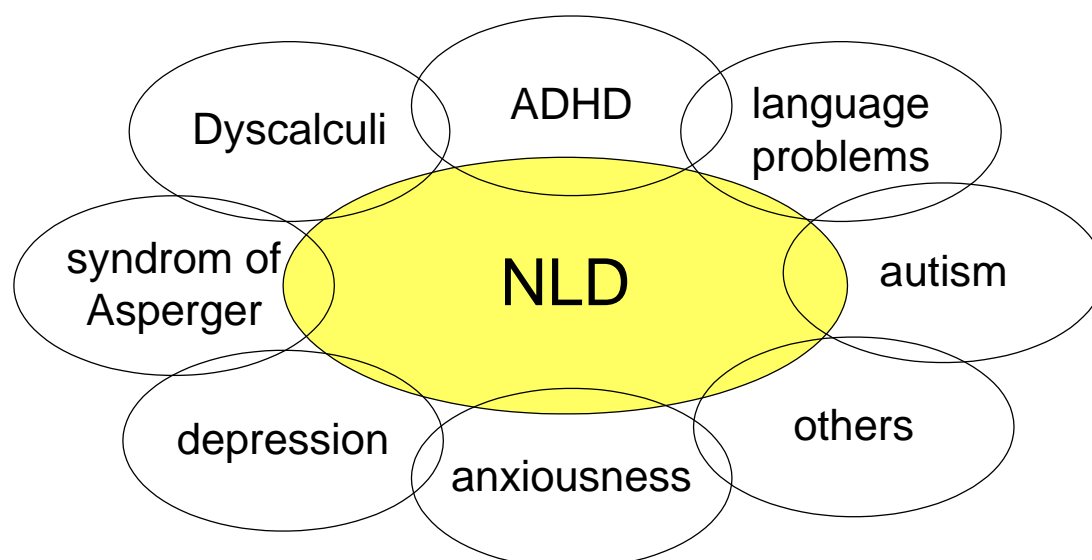 ADHD
language
problems
Dyscalculi
NLD
syndrom of
Asperger
autism
depression
others
anxiousness